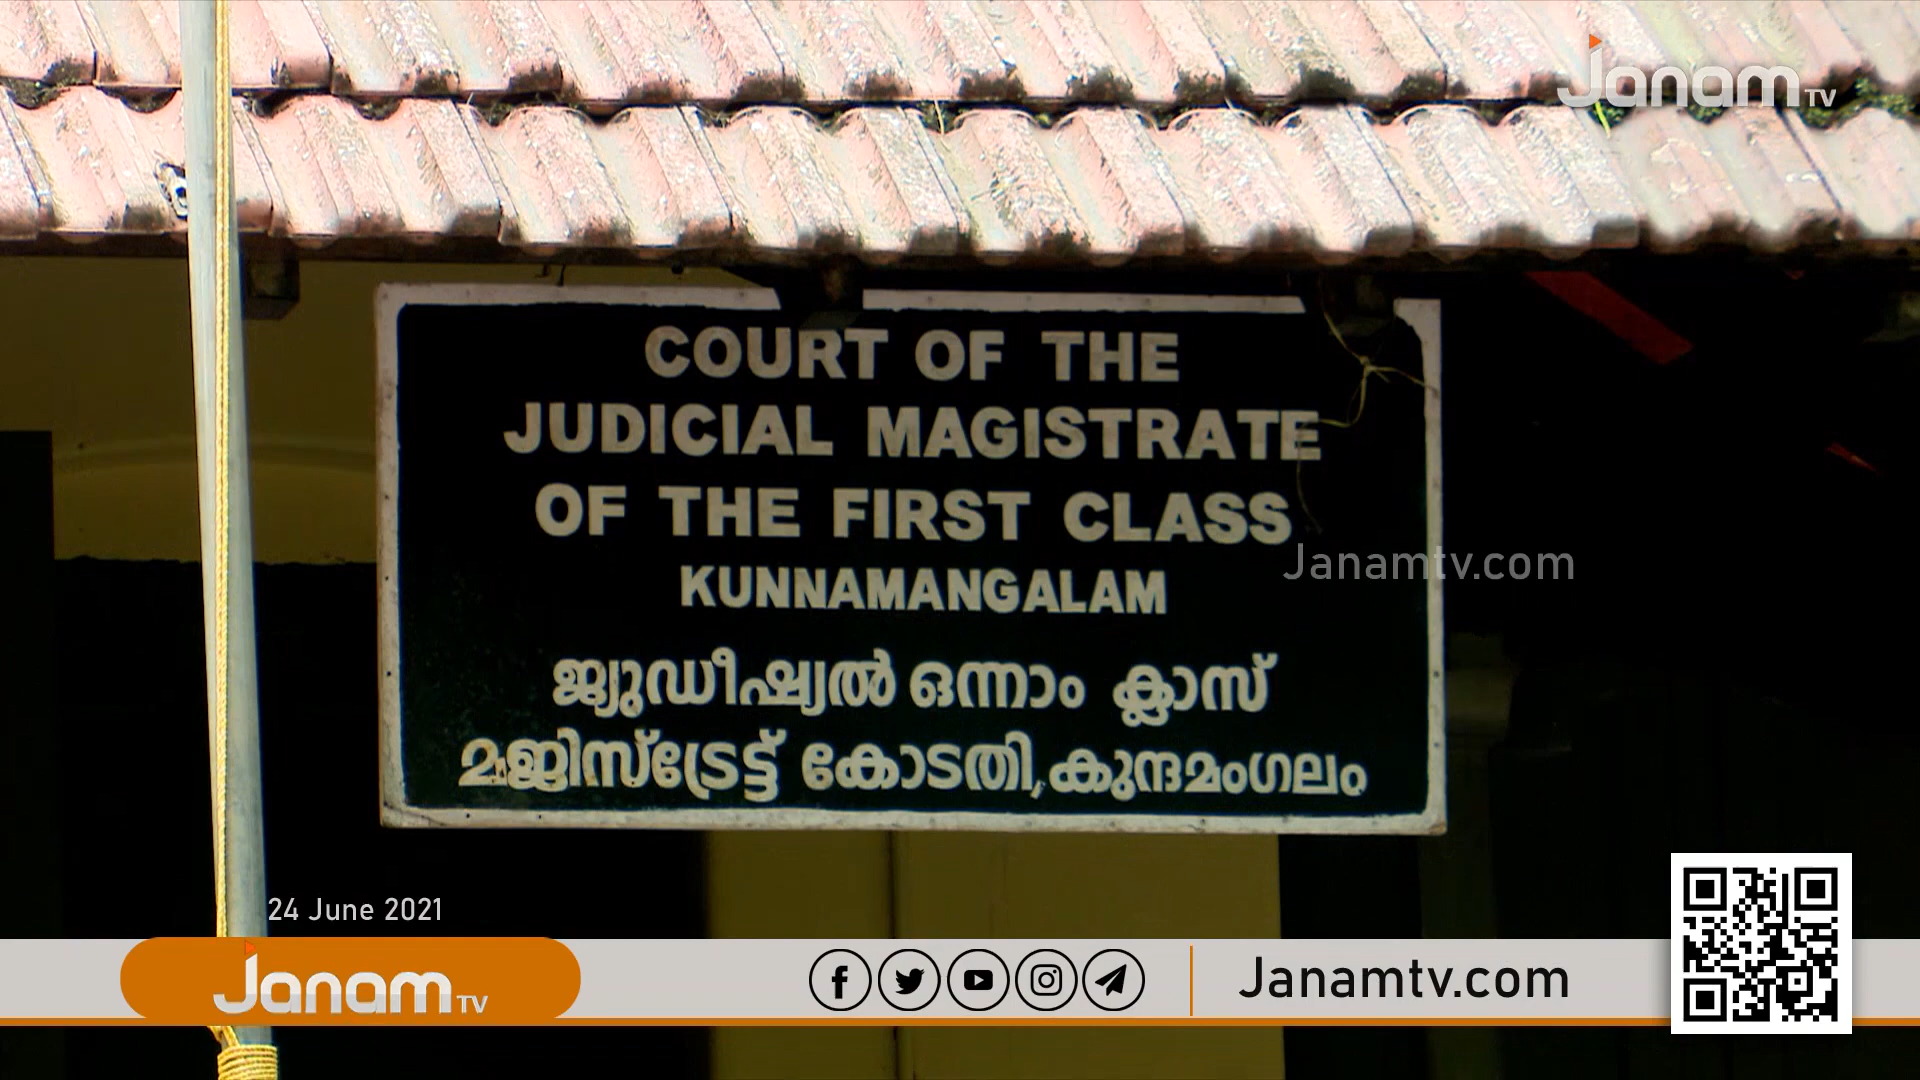 Janam TV
COURT OF THE
JUDICIAL MAGISTRATE
OF THE FIRST CLASS
KUNNAMANGALAM
Janamtv.com
ജ്യുഡീഷ്യൽ ഒന്നാം ക്ലാസ്
മജിസ്ട്രേട്ട് കോടതി,കുന്ദമംഗലം
24 June 2021
Janam TV
Janamtv.com